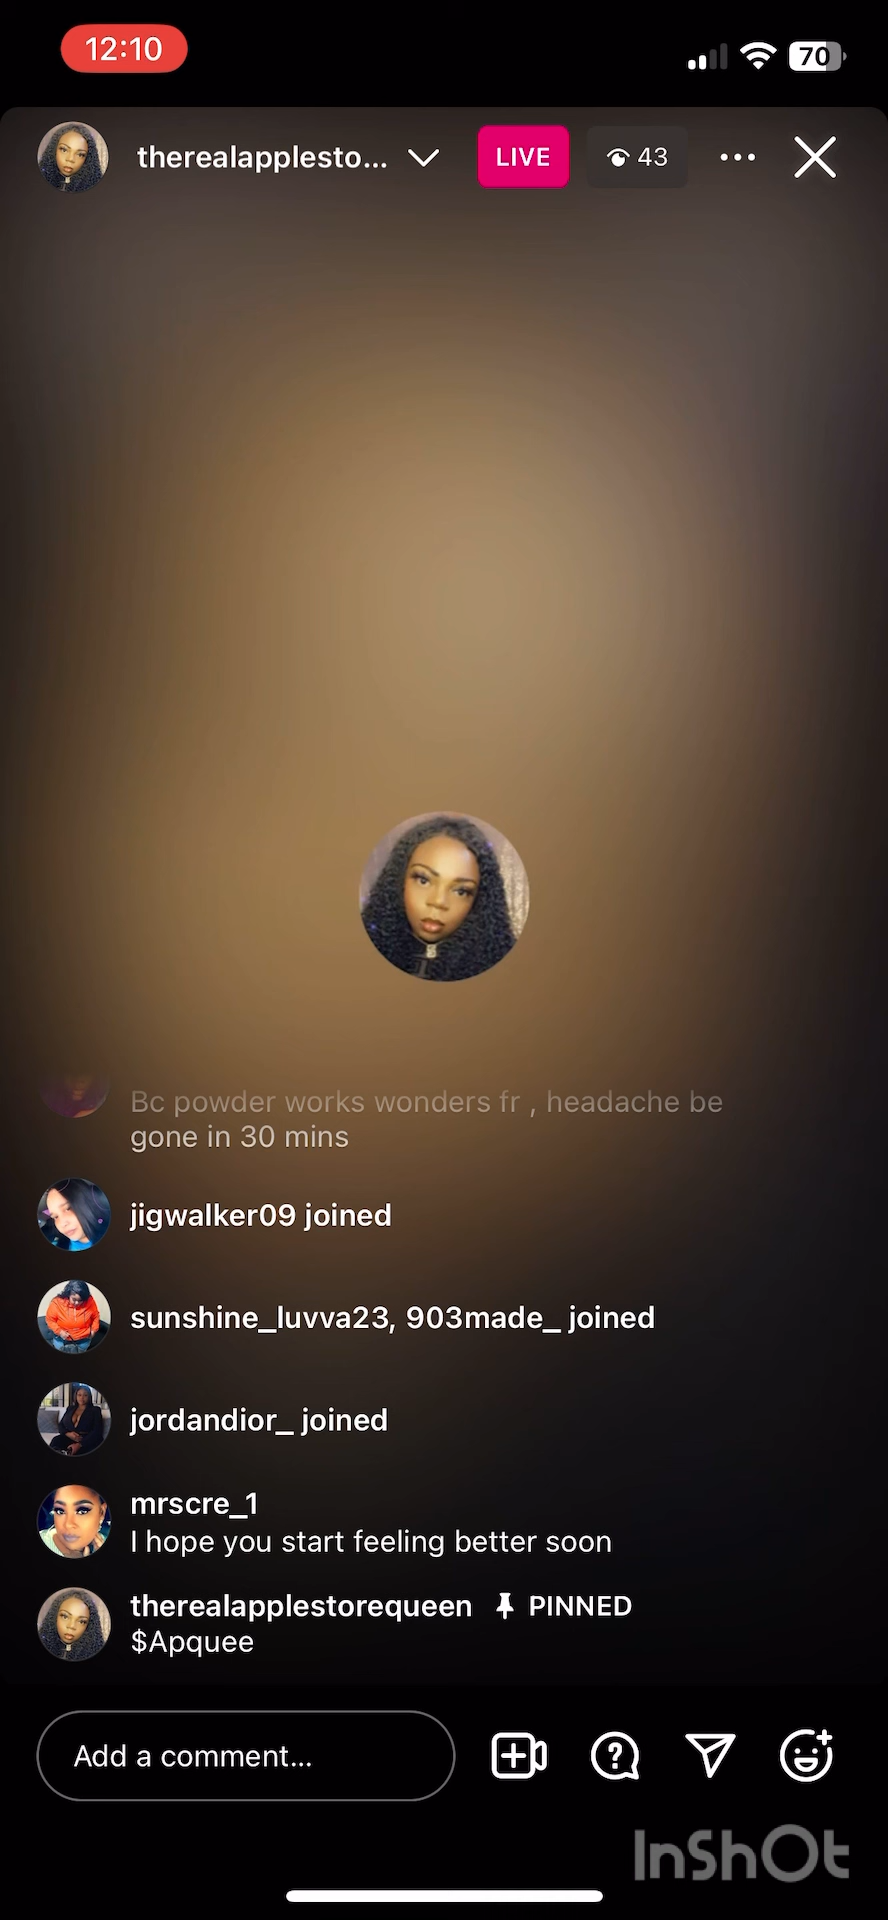 12:10
70
therealapplesto...
LIVE
43
Bc powder works wonders fr , headache be
gone in 30 mins
jigwalker09 joined
sunshine_luvva23, 903made_ joined
jordandior_ joined
mrscre_1
I hope you start feeling better soon
therealapplestorequeen PINNED
$Apquee
Add a comment...
InShOt